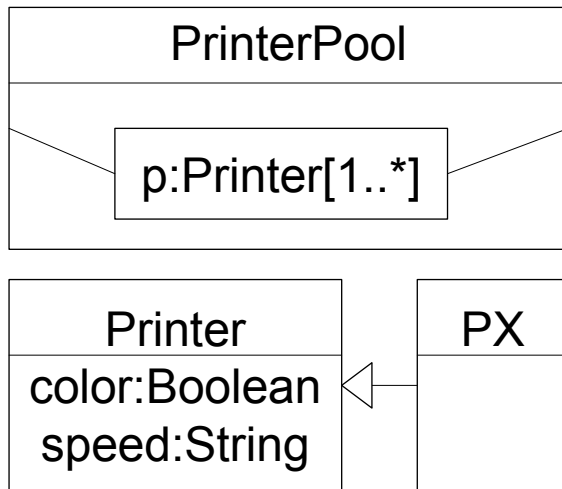 PrinterPool
p:Printer[1..*]
Printer
color:Boolean
speed:String
PX